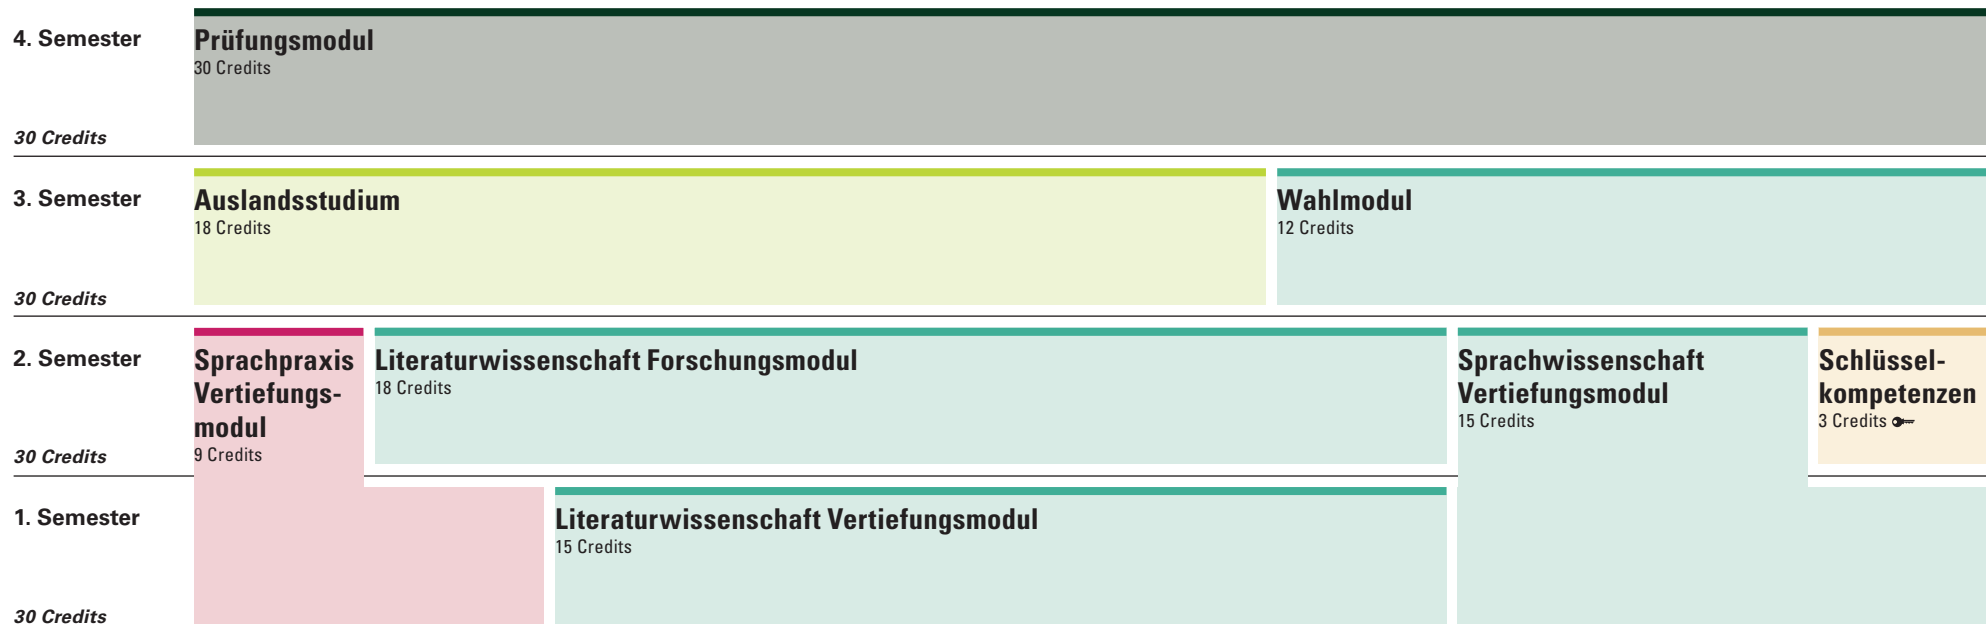 4. Semester
Prüfungsmodul
30 Credits
30 Credits
3. Semester
Auslandsstudium
18 Credits
Wahlmodul
12 Credits
30 Credits
2. Semester
Sprachpraxis
Vertiefungs-
modul
9 Credits
Literaturwissenschaft Forschungsmodul
18 Credits
Sprachwissenschaft
Vertiefungsmodul
15 Credits
Schlüssel-
kompetenzen
3 Credits
30 Credits
1. Semester
Literaturwissenschaft Vertiefungsmodul
15 Credits
30 Credits